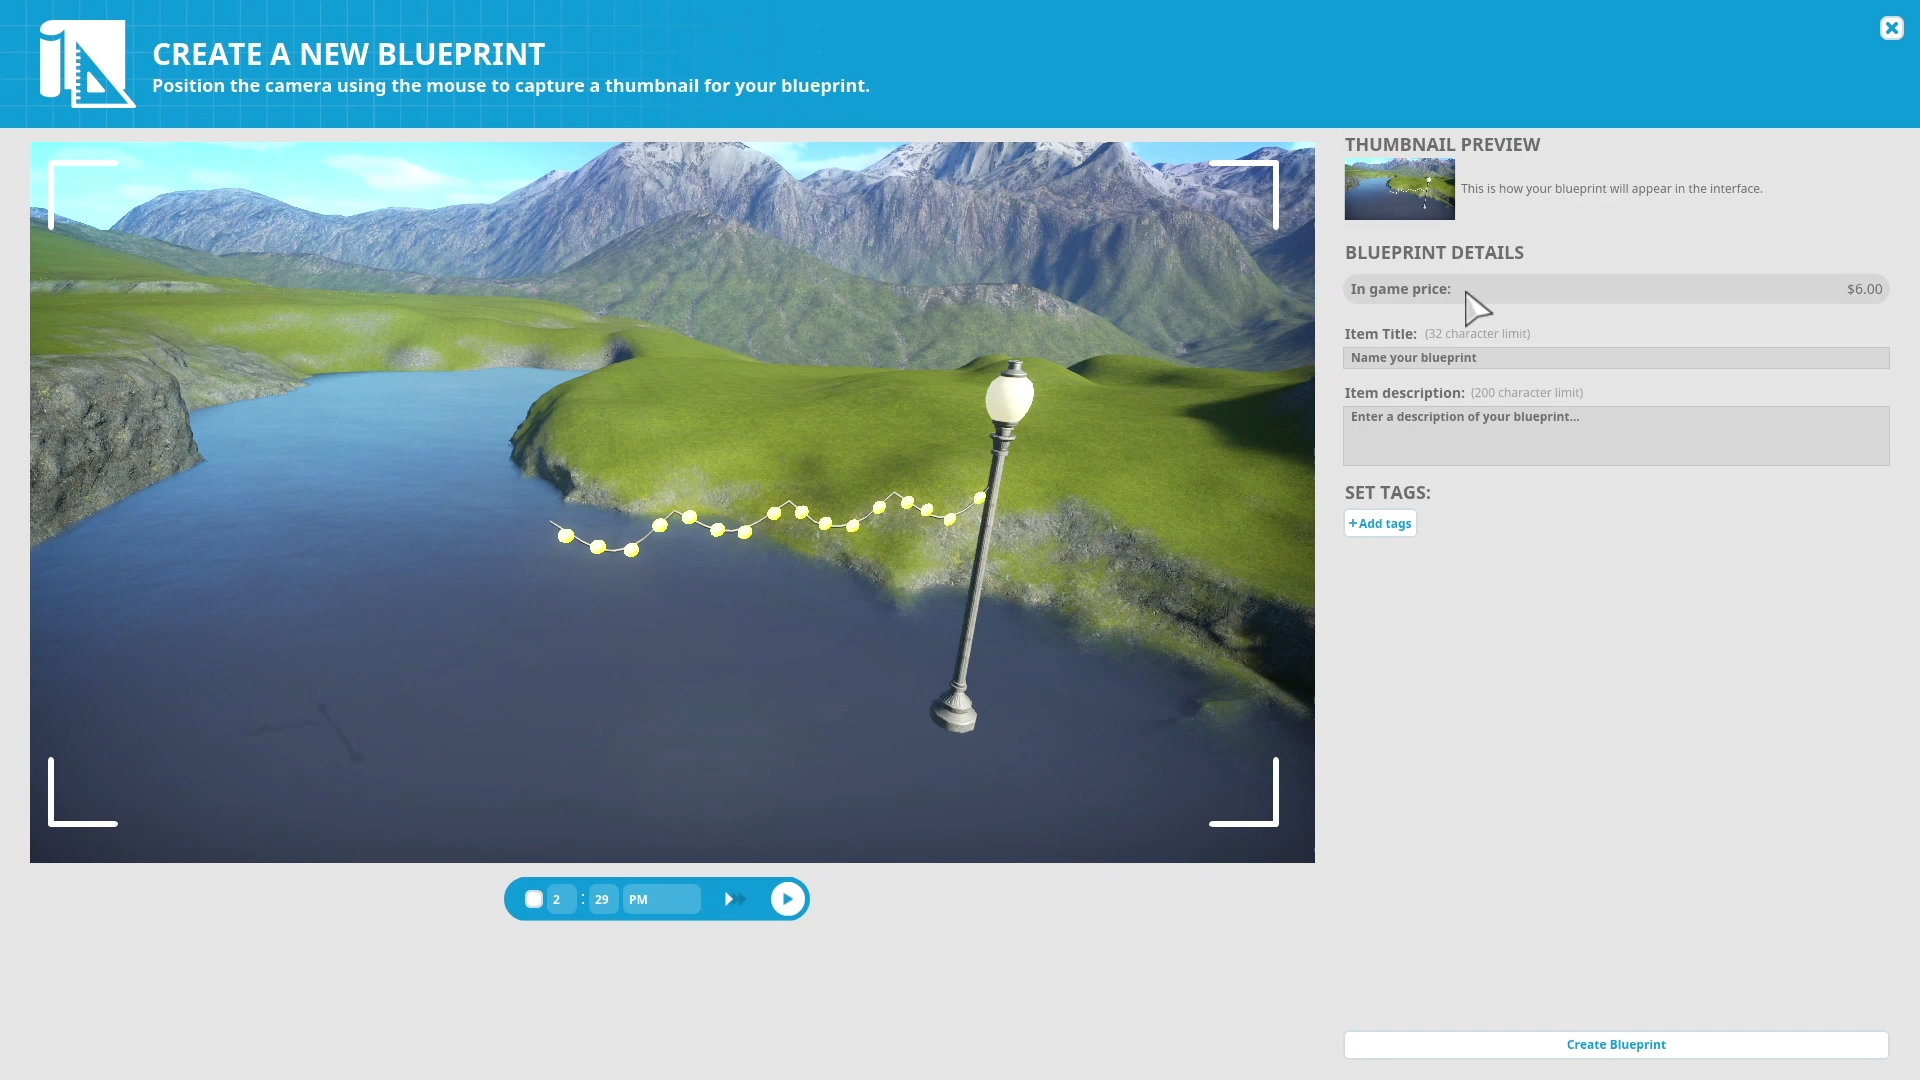 CREATE A NEW BLUEPRINT
Position the camera using the mouse to capture a thumbnail for your blueprint.
THUMBNAIL PREVIEW
This is how your blueprint will appear in the interface.
BLUEPRINT DETAILS
In game price: $6.00
Item Title: (32 character limit)
Name your blueprint
Item description: (200 character limit)
Enter a description of your blueprint...
SET TAGS:
+Add tags
2 : 29 PM
Create Blueprint